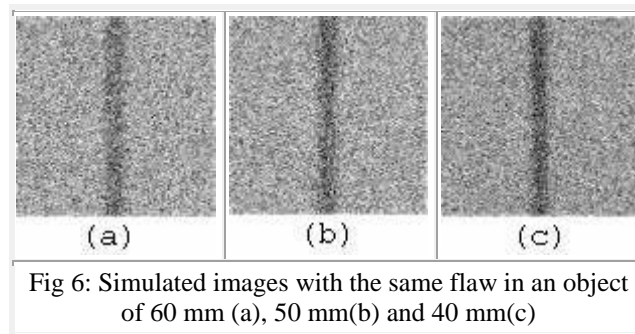 (a) (b) (c)
Fig 6: Simulated images with the same flaw in an object
of 60 mm (a), 50 mm(b) and 40 mm(c)